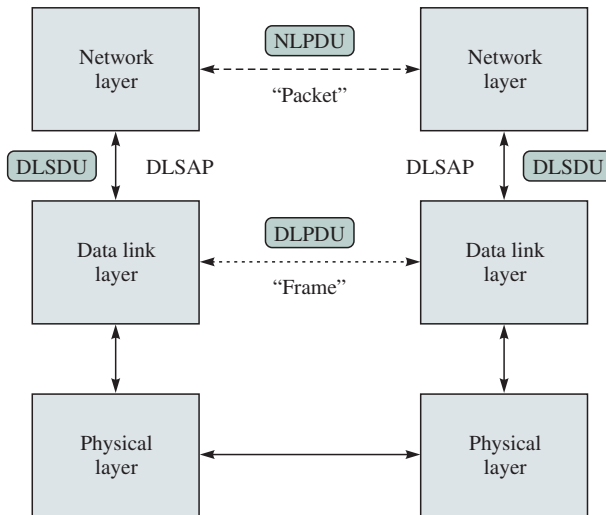 Network
layer
NLPDU
“Packet”
Network
layer
DLSDU
DLSAP
DLSAP
DLSDU
Data link
layer
DLPDU
“Frame”
Data link
layer
Physical
layer
Physical
layer